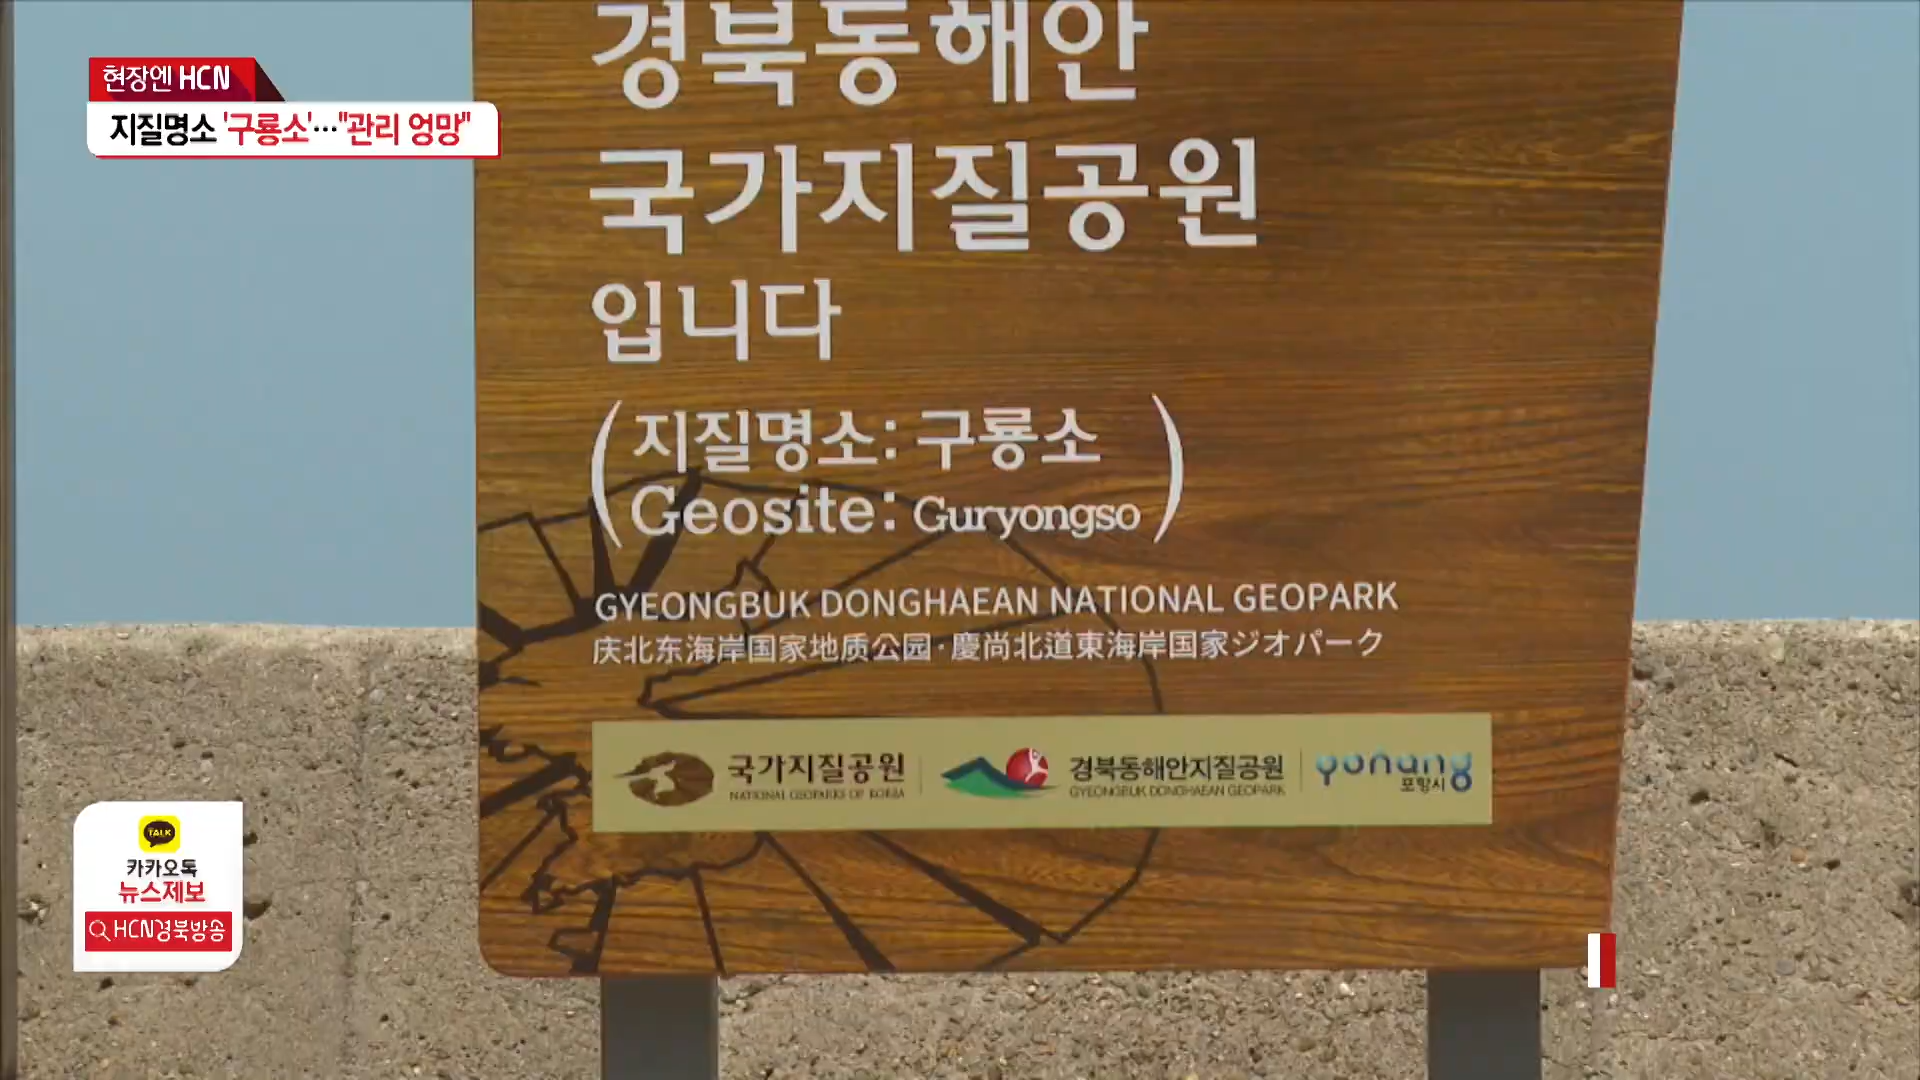 현장엔 HCN
지질명소 '구룡소'…"관리 엉망"
경북동해안
국가지질공원
입니다
(지질명소: 구룡소
Geosite: Guryongso)
GYEONGBUK DONGHAEAN NATIONAL GEOPARK
庆北东海岸国家地质公园·慶尚北道東海岸国家ジオパーク
국가지질공원
NATIONAL GEOPARKS OF KOREA
경북동해안지질공원
GYEONGBUK DONGHAEAN GEOPARK
포항시
TALK
카카오톡
뉴스제보
HCN경북방송